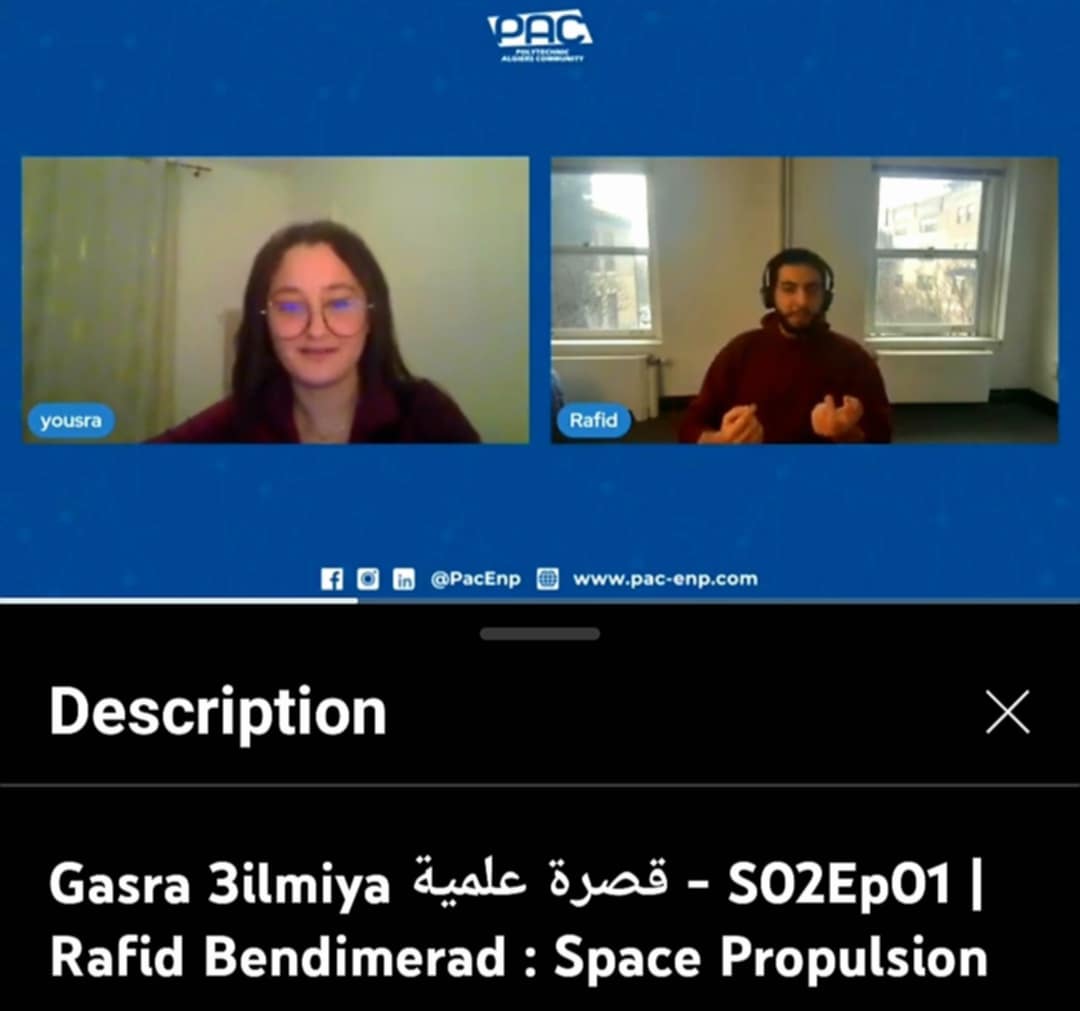 PAC
POLYTECHNIC
ALGIERS COMMUNITY
yousra
Rafid
@PacEnp www.pac-enp.com
Description
Gasra 3ilmiya قصرة علمية - S02Ep01 |
Rafid Bendimerad : Space Propulsion